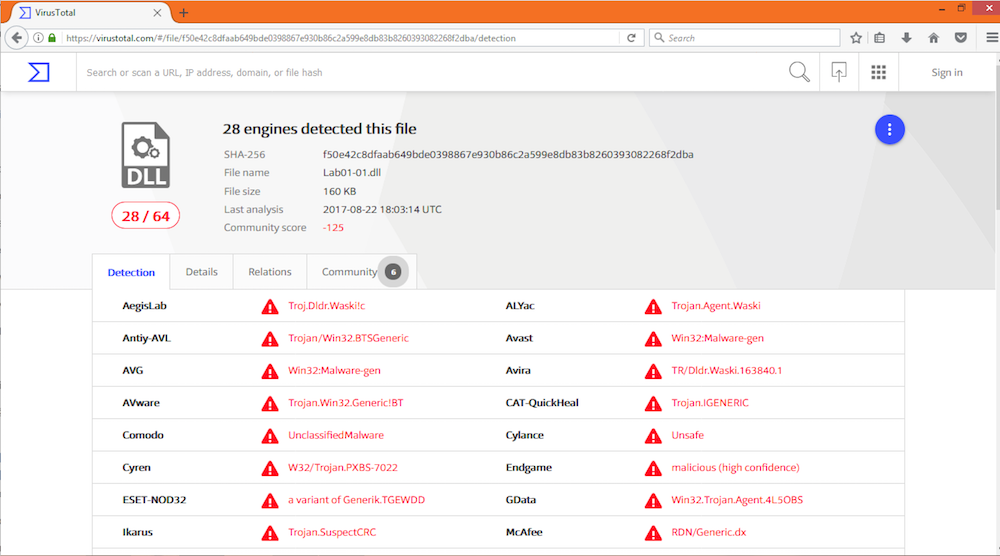 VirusTotal
https://virustotal.com/#/file/f50e42c8dfaab649bde0398867e930b86c2a599e8db83b8260393082268f2dba/detection
Search
Search or scan a URL, IP address, domain, or file hash
Sign in
28 engines detected this file
SHA-256 f50e42c8dfaab649bde0398867e930b86c2a599e8db83b8260393082268f2dba
File name Lab01-01.dll
File size 160 KB
Last analysis 2017-08-22 18:03:14 UTC
Community score -125
DLL
28 / 64
Detection Details Relations Community 6
AegisLab Troj.Dldr.Waski!c ALYac Trojan.Agent.Waski
Antiy-AVL Trojan/Win32.BTSGeneric Avast Win32:Malware-gen
AVG Win32:Malware-gen Avira TR/Dldr.Waski.163840.1
AVware Trojan.Win32.Generic!BT CAT-QuickHeal Trojan.IGENERIC
Comodo UnclassifiedMalware Cylance Unsafe
Cyren W32/Trojan.PXBS-7022 Endgame malicious (high confidence)
ESET-NOD32 a variant of Generik.TGEWDD GData Win32.Trojan.Agent.4L5OBS
Ikarus Trojan.SuspectCRC McAfee RDN/Generic.dx